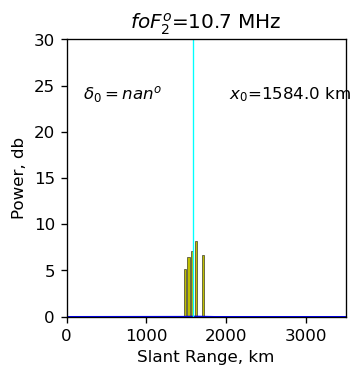 foF₂ᵒ=10.7 MHz
30
δ₀ = nanᵒ
x₀=1584.0 km
25
20
15
10
5
0
Power, db
0 1000 2000 3000
Slant Range, km